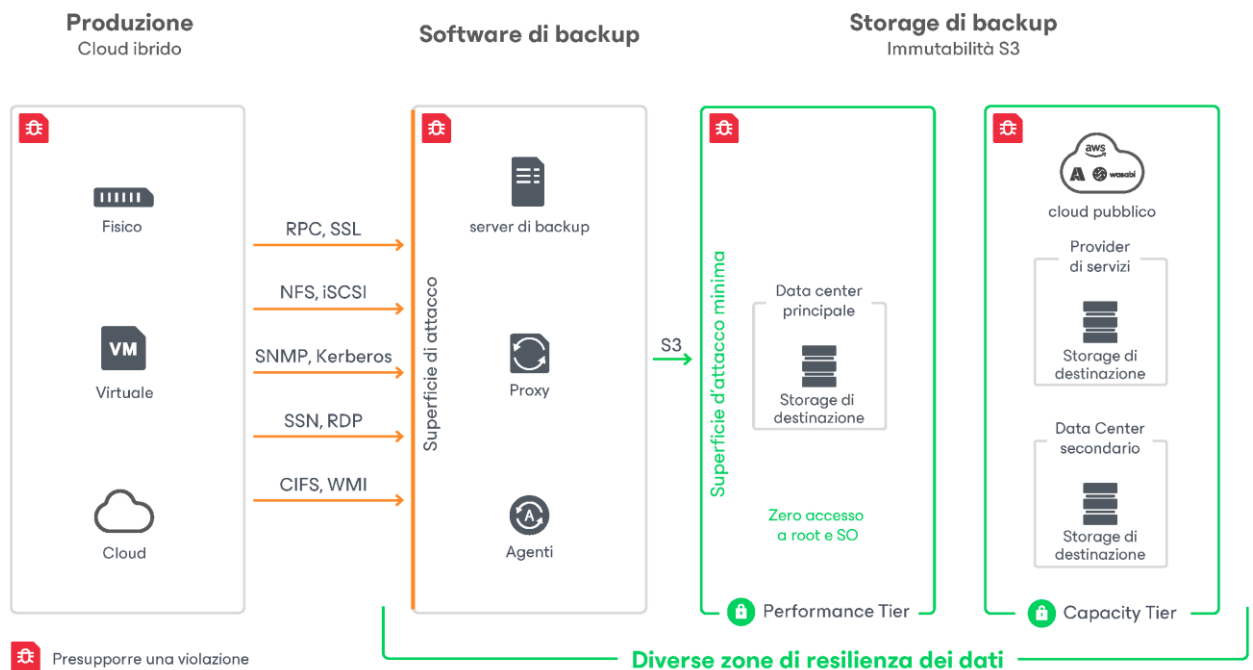 Produzione
Cloud ibrido
Software di backup
Storage di backup
Immutabilità S3
Fisico
VM
Virtuale
Cloud
RPC, SSL
NFS, iSCSI
SNMP, Kerberos
SSN, RDP
CIFS, WMI
Superficie di attacco
server di backup
Proxy
A
Agenti
S3
Superficie d'attacco minima
Data center
principale
Storage di
destinazione
Zero accesso
a root e SO
Performance Tier
aws
wasabi
cloud pubblico
Provider
di servizi
Storage di
destinazione
Data Center
secondario
Storage di
destinazione
Capacity Tier
Presupporre una violazione
Diverse zone di resilienza dei dati